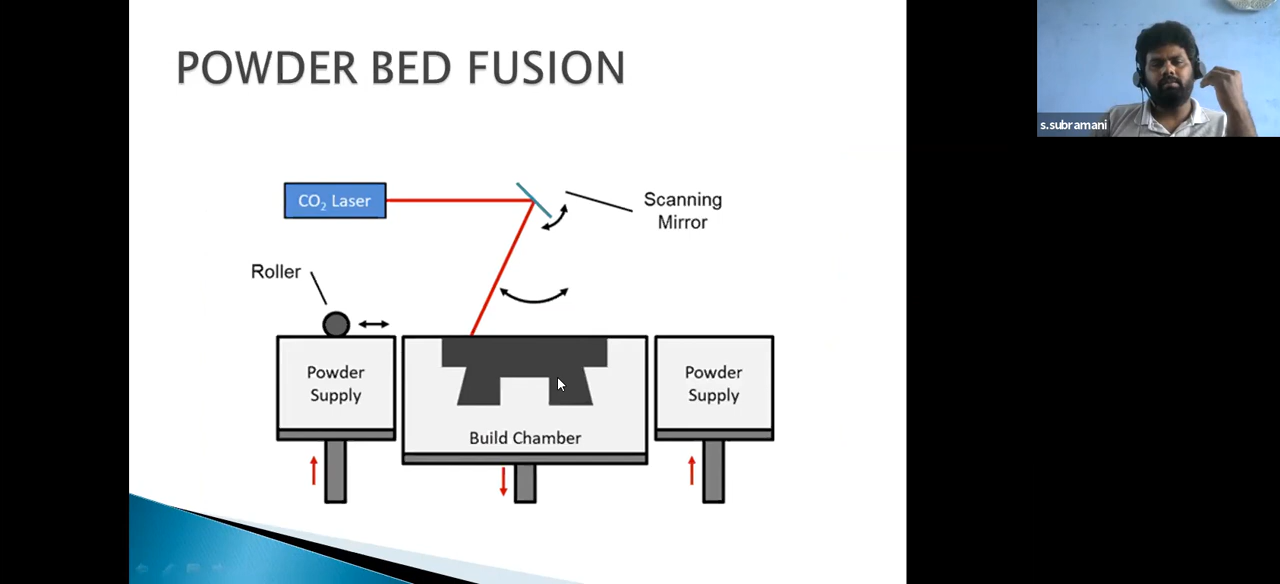 POWDER BED FUSION
s.subramani
CO₂ Laser
Scanning
Mirror
Roller
Powder
Supply
Build Chamber
Powder
Supply